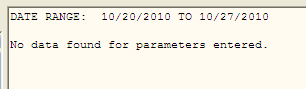 DATE RANGE:  10/20/2010 TO 10/27/2010
No data found for parameters entered.